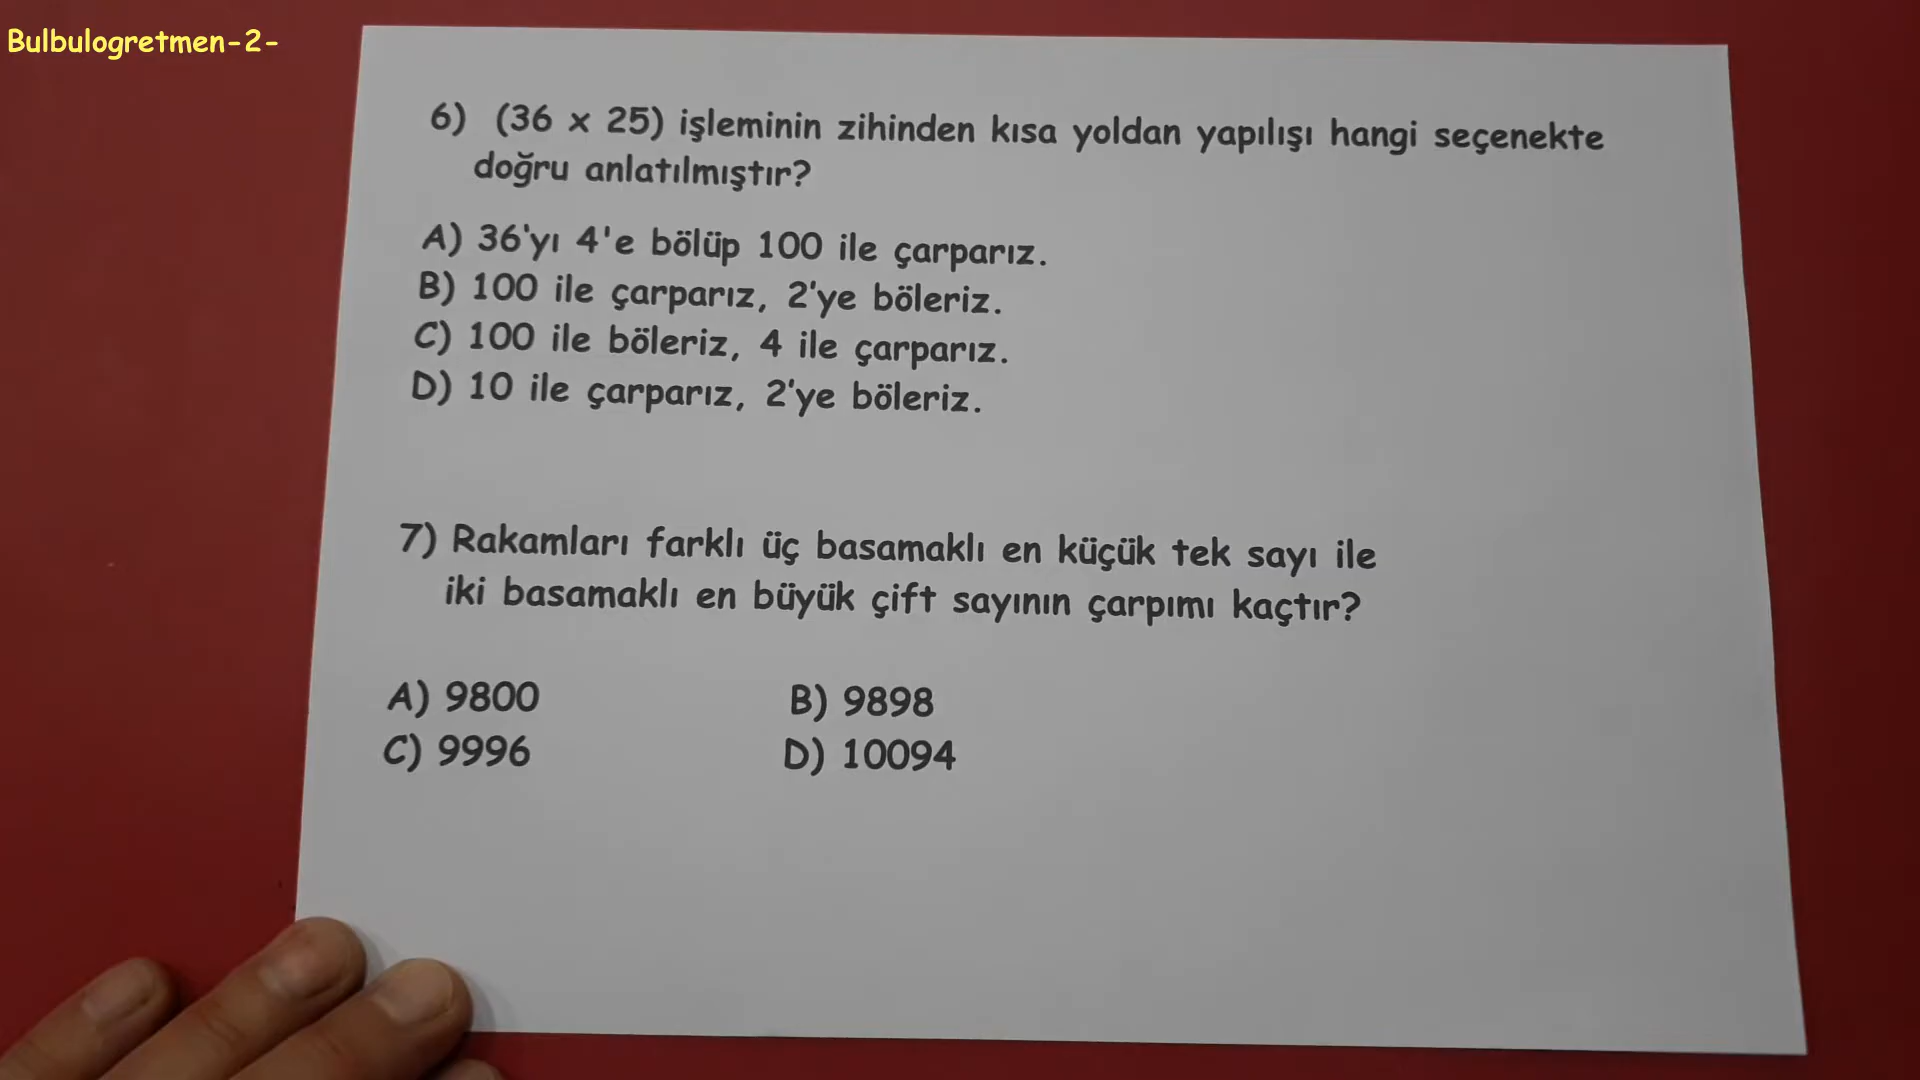 Bulbulogretmen-2-
6) (36 x 25) işleminin zihinden kısa yoldan yapılışı hangi seçenekte
doğru anlatılmıştır?
A) 36'yı 4'e bölüp 100 ile çarparız.
B) 100 ile çarparız, 2'ye böleriz.
C) 100 ile böleriz, 4 ile çarparız.
D) 10 ile çarparız, 2'ye böleriz.
7) Rakamları farklı üç basamaklı en küçük tek sayı ile
iki basamaklı en büyük çift sayının çarpımı kaçtır?
A) 9800 B) 9898
C) 9996 D) 10094